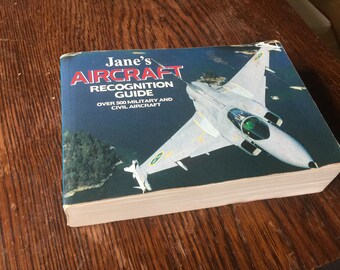 Jane's
AIRCRAFT
RECOGNITION
GUIDE
OVER 500 MILITARY AND
CIVIL AIRCRAFT